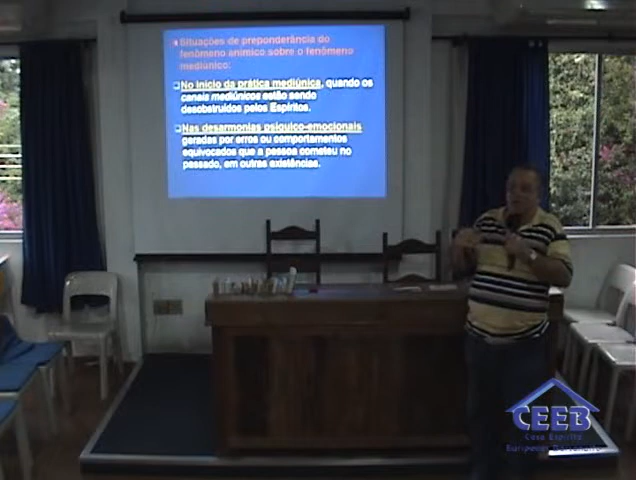 Situações de preponderância do
fenômeno anímico sobre o fenômeno
mediúnico:
No início da prática mediúnica, quando os
canais mediúnicos estão sendo
desobstruídos pelos Espíritos.
Nas desarmonias psíquico-emocionais
geradas por erros ou comportamentos
equivocados que a pessoa cometeu no
passado, em outras existências.
CEEB
Casa Espírita